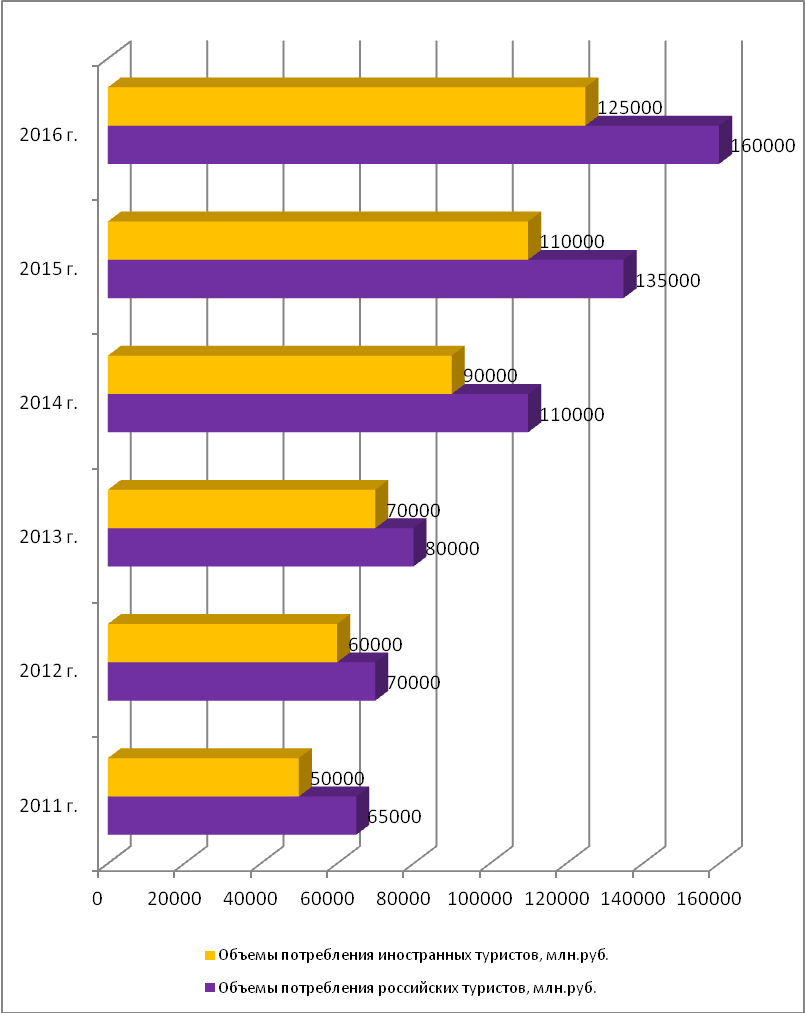 125000
2016 г.
160000
110000
2015 г.
135000
90000
2014 г.
110000
70000
2013 г.
80000
60000
2012 г.
70000
50000
2011 г.
65000
0 20000 40000 60000 80000 100000 120000 140000 160000
Объемы потребления иностранных туристов, млн.руб.
Объемы потребления российских туристов, млн.руб.